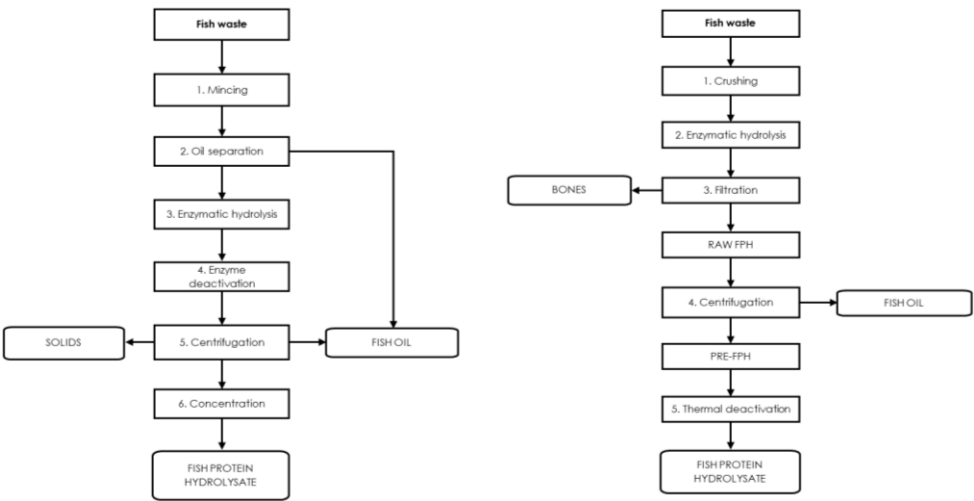 Fish waste
1. Mincing
2. Oil separation
3. Enzymatic hydrolysis
4. Enzyme
deactivation
SOLIDS
5. Centrifugation
FISH OIL
6. Concentration
FISH PROTEIN
HYDROLYSATE
Fish waste
1. Crushing
2. Enzymatic hydrolysis
BONES
3. Filtration
RAW FPH
4. Centrifugation
FISH OIL
PRE-FPH
5. Thermal deactivation
FISH PROTEIN
HYDROLYSATE